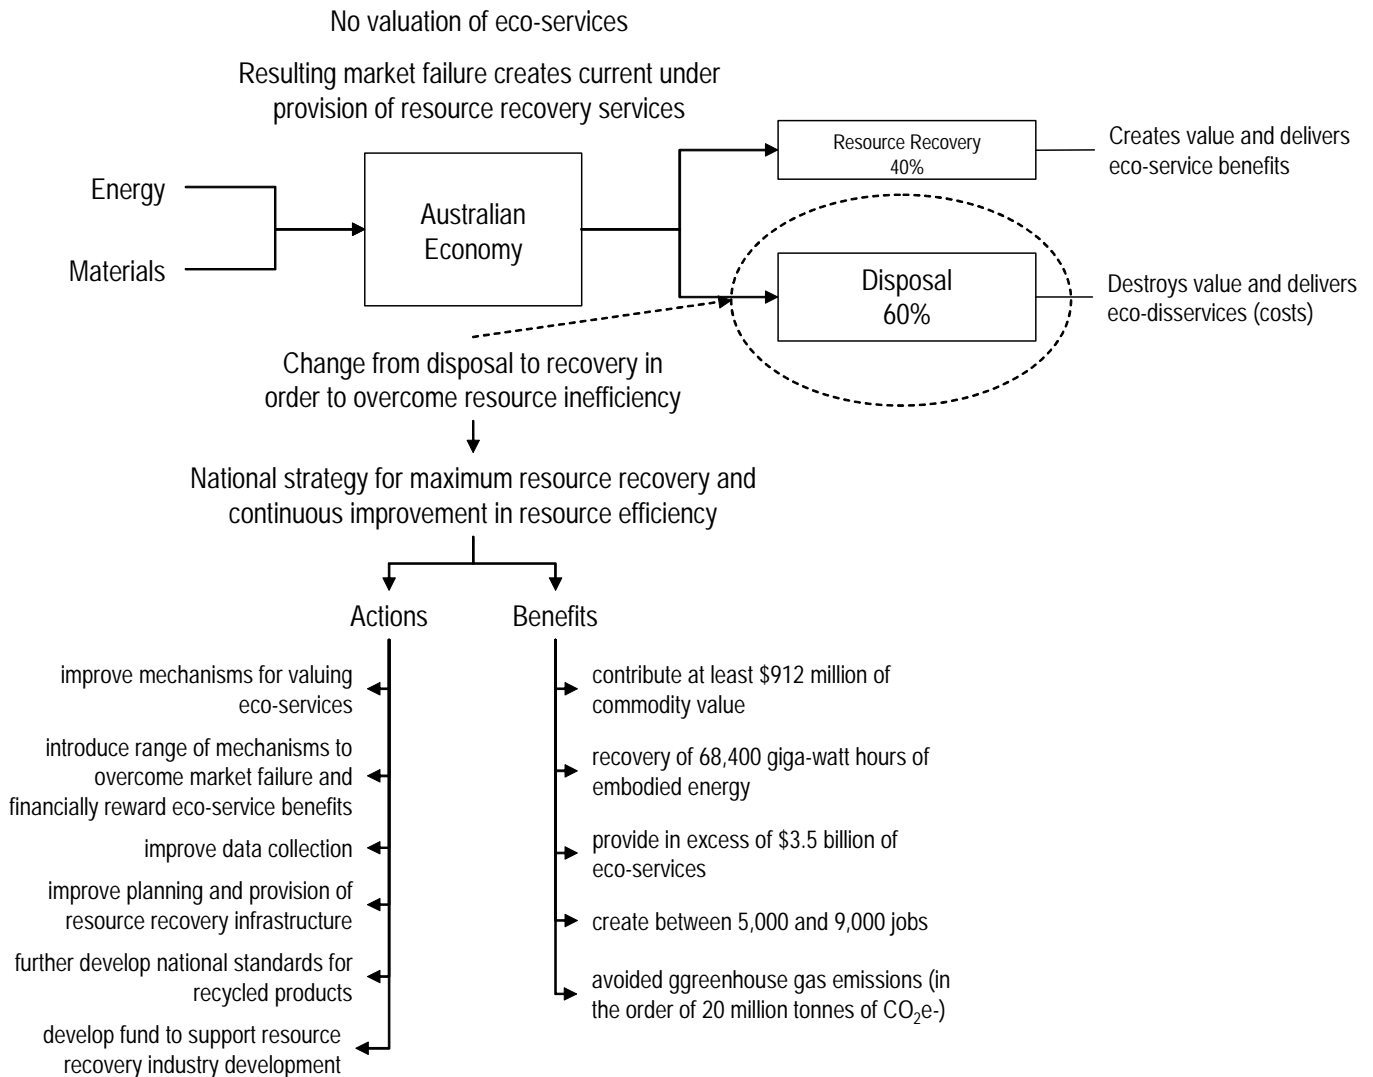 No valuation of eco-services
Resulting market failure creates current under
provision of resource recovery services
Energy
Materials
Australian
Economy
Resource Recovery
40%
Creates value and delivers
eco-service benefits
Disposal
60%
Destroys value and delivers
eco-disservices (costs)
Change from disposal to recovery in
order to overcome resource inefficiency
National strategy for maximum resource recovery and
continuous improvement in resource efficiency
Actions
improve mechanisms for valuing
eco-services
introduce range of mechanisms to
overcome market failure and
financially reward eco-service benefits
improve data collection
improve planning and provision of
resource recovery infrastructure
further develop national standards for
recycled products
develop fund to support resource
recovery industry development
Benefits
contribute at least $912 million of
commodity value
recovery of 68,400 giga-watt hours of
embodied energy
provide in excess of $3.5 billion of
eco-services
create between 5,000 and 9,000 jobs
avoided ggreenhouse gas emissions (in
the order of 20 million tonnes of CO₂e-)